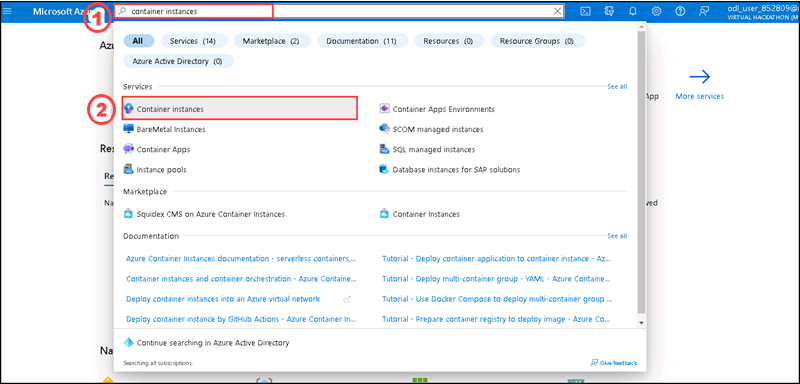 1
Microsoft Az
container instances
odl_user_852809@
VIRTUAL HACKATHON (M
Azu
All
Services (14)
Marketplace (2)
Documentation (11)
Resources (0)
Resource Groups (0)
Azure Active Directory (0)
Services
See all
App
More services
2
Container instances
Container Apps Environments
BareMetal Instances
SCOM managed instances
Container Apps
SQL managed instances
Instance pools
Database instances for SAP solutions
Res
Re
Na
wed
Marketplace
Squidex CMS on Azure Container Instances
Container Instances
Documentation
See all
Azure Container Instances documentation - serverless containers,...
Tutorial - Deploy container application to container instance - Az...
Container instances and container orchestration - Azure Containe...
Tutorial - Deploy multi-container group - YAML - Azure Container...
Deploy container instances into an Azure virtual network
Tutorial - Use Docker Compose to deploy multi-container group ...
Deploy container instance by GitHub Actions - Azure Container In...
Tutorial - Prepare container registry to deploy image - Azure Co...
Continue searching in Azure Active Directory
Na
Searching all subscriptions.
Give feedback